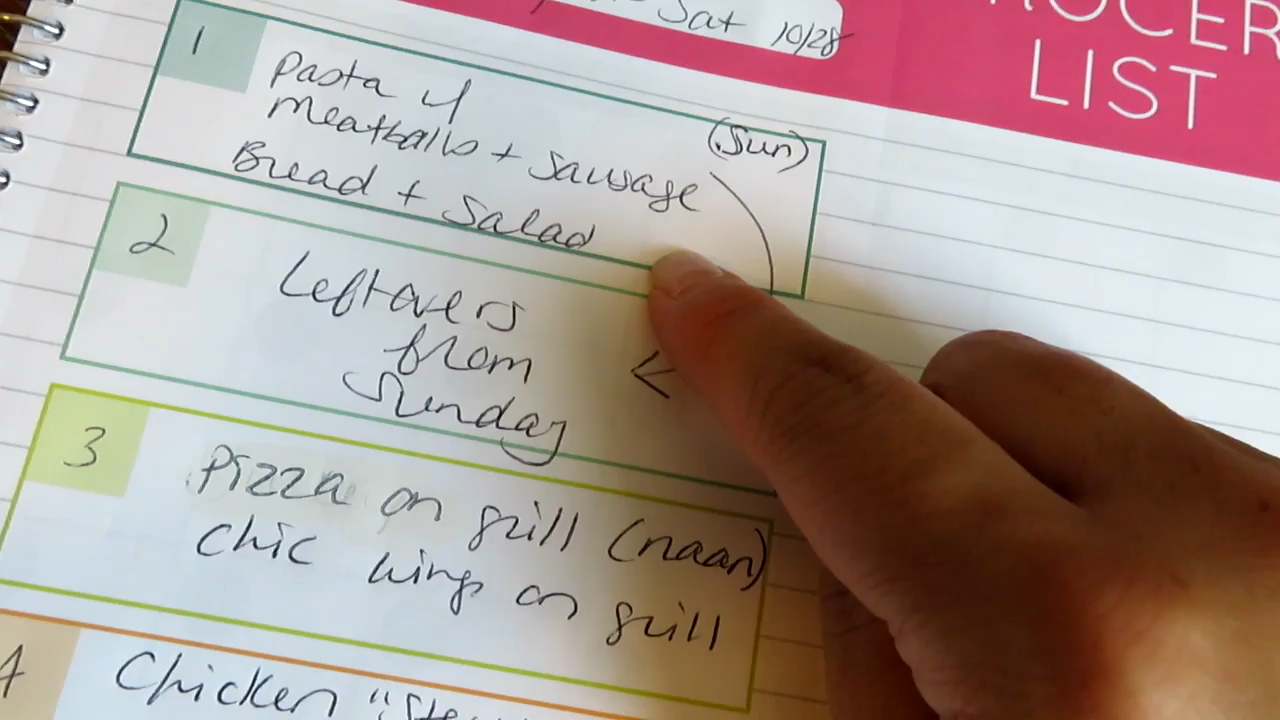 Sat 10/28
GROCER
LIST
1
Pasta w/
meatballs + sausage
(Sun)
Bread + Salad
2
Leftovers
from
Sunday
3
Pizza on grill (naan)
Chic wings on grill
4
Chicken